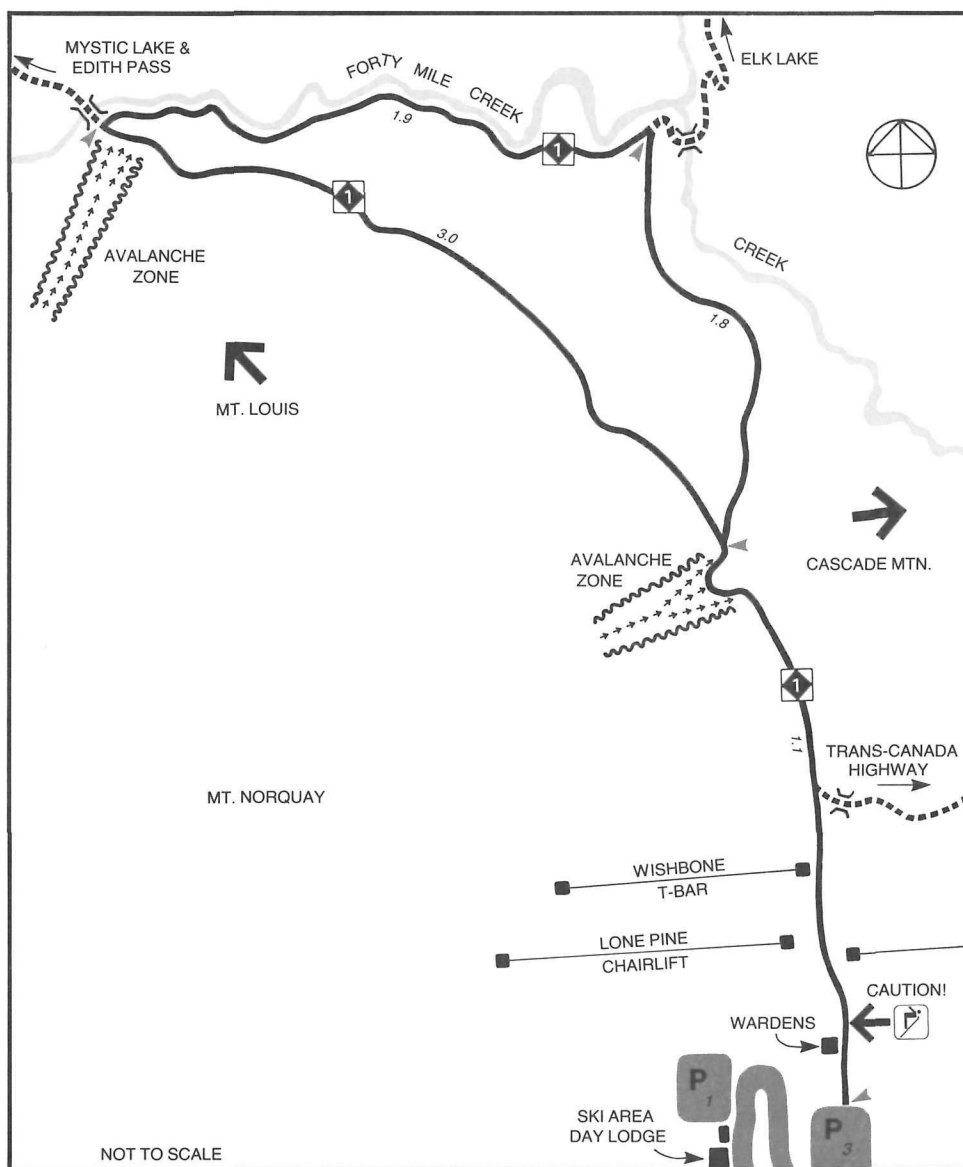 MYSTIC LAKE &
EDITH PASS
FORTY MILE CREEK
ELK LAKE
1.9
1
1
3.0
AVALANCHE
ZONE
CREEK
1.8
MT. LOUIS
AVALANCHE
ZONE
CASCADE MTN.
1
1.1
TRANS-CANADA
HIGHWAY
MT. NORQUAY
WISHBONE
T-BAR
LONE PINE
CHAIRLIFT
CAUTION!
WARDENS
P1
SKI AREA
DAY LODGE
P3
NOT TO SCALE